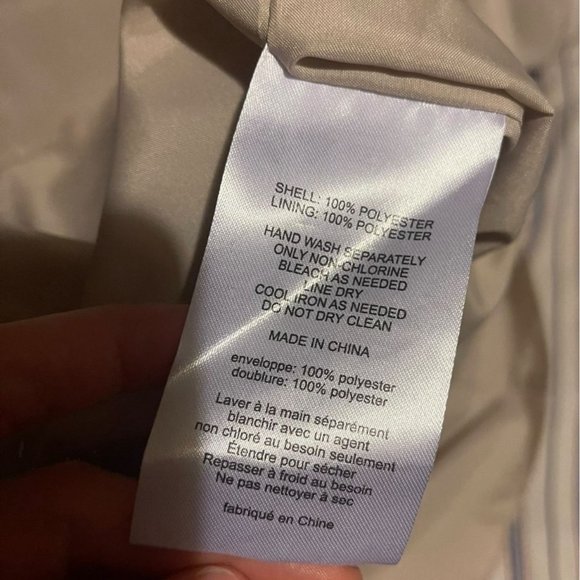 SHELL: 100% POLYESTER
LINING: 100% POLYESTER
HAND WASH SEPARATELY
ONLY NON-CHLORINE
BLEACH AS NEEDED
LINE DRY
COOL IRON AS NEEDED
DO NOT DRY CLEAN
MADE IN CHINA
enveloppe: 100% polyester
doublure: 100% polyester
Laver à la main séparément
blanchir avec un agent
non chloré au besoin seulement
Étendre pour sécher
Repasser à froid au besoin
Ne pas nettoyer à sec
fabriqué en Chine